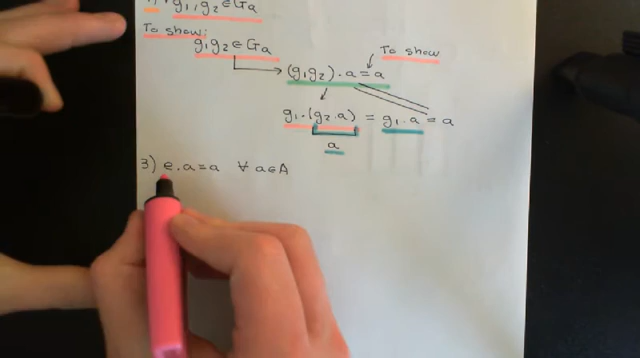 g₁, g₂ ∈ Ga
To show:
g₁g₂ ∈ Ga
To show
(g₁g₂) · a = a
g₁ · (g₂ · a) = g₁ · a = a
a
3) e · a = a ∀ a ∈ A